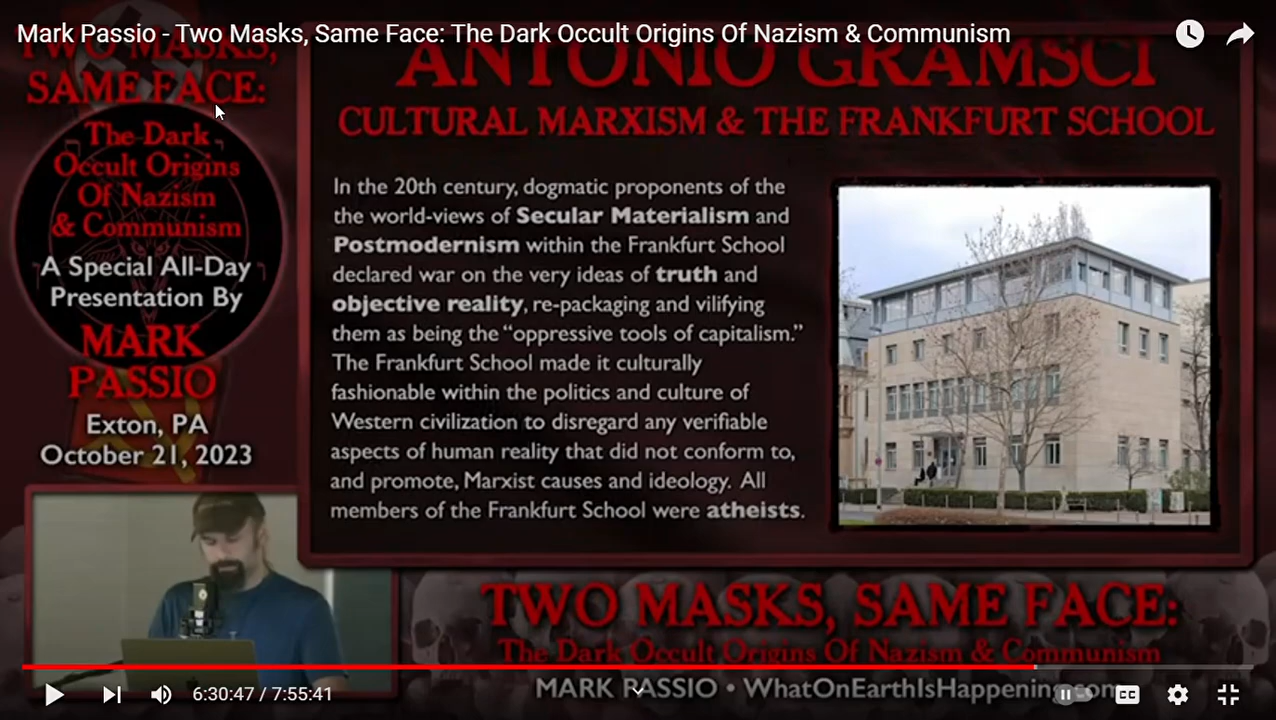 Mark Passio - Two Masks, Same Face: The Dark Occult Origins Of Nazism & Communism
TWO MASKS,
SAME FACE:
The Dark
Occult Origins
Of Nazism
& Communism
A Special All-Day
Presentation By
MARK
PASSIO
Exton, PA
October 21, 2023
ANTONIO GRAMSCI
CULTURAL MARXISM & THE FRANKFURT SCHOOL
In the 20th century, dogmatic proponents of the
the world-views of Secular Materialism and
Postmodernism within the Frankfurt School
declared war on the very ideas of truth and
objective reality, re-packaging and vilifying
them as being the “oppressive tools of capitalism.”
The Frankfurt School made it culturally
fashionable within the politics and culture of
Western civilization to disregard any verifiable
aspects of human reality that did not conform to,
and promote, Marxist causes and ideology. All
members of the Frankfurt School were atheists.
TWO MASKS, SAME FACE:
The Dark Occult Origins Of Nazism & Communism
MARK PASSIO • WhatOnEarthIsHappening.com
6:30:47 / 7:55:41
CC